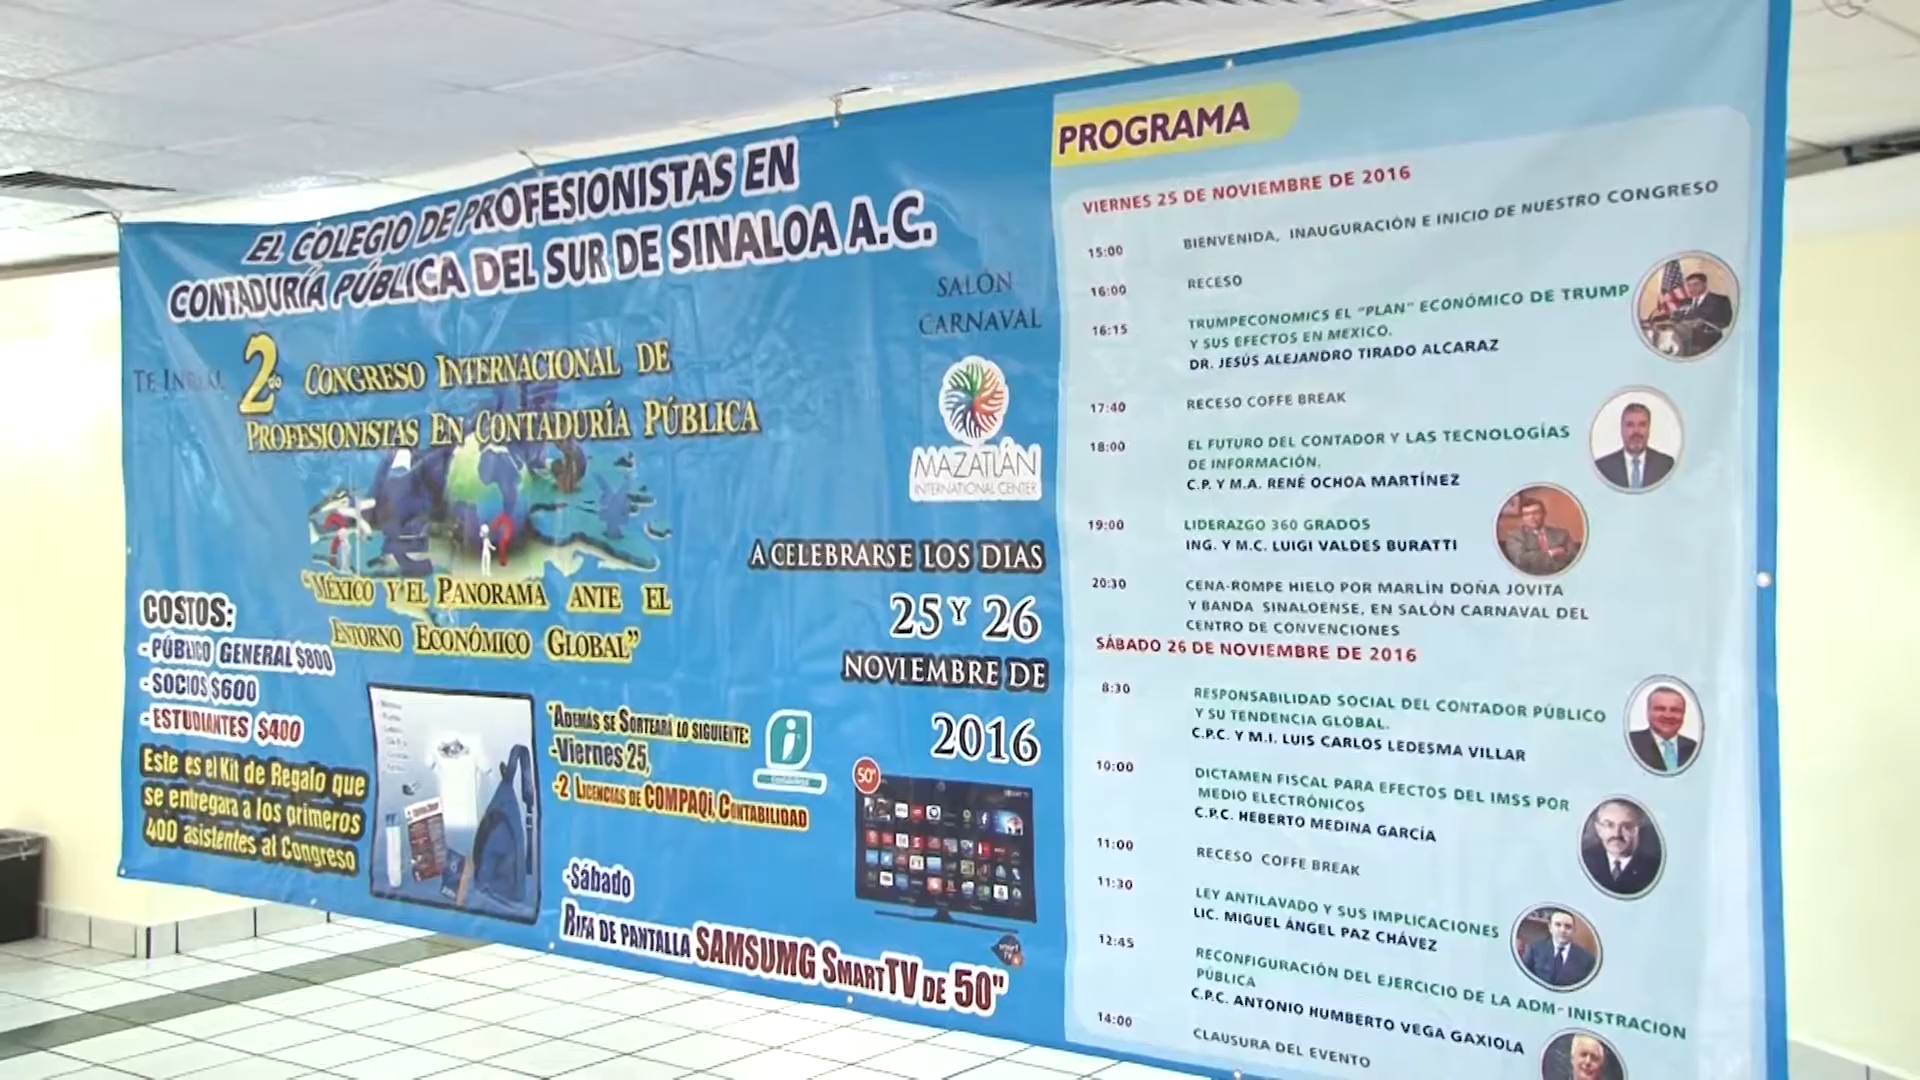 EL COLEGIO DE PROFESIONISTAS EN
CONTADURÍA PÚBLICA DEL SUR DE SINALOA A.C.
TE INVITA AL
2do CONGRESO INTERNACIONAL DE
PROFESIONISTAS EN CONTADURÍA PÚBLICA
"MÉXICO Y EL PANORAMA ANTE EL
ENTORNO ECONÓMICO GLOBAL"
SALÓN
CARNAVAL
MAZATLÁN
INTERNATIONAL CENTER
A CELEBRARSE LOS DIAS
25 Y 26
NOVIEMBRE DE
2016
COSTOS:
- PÚBLICO GENERAL $800
- SOCIOS $600
- ESTUDIANTES $400
Este es el Kit de Regalo que
se entregara a los primeros
400 asistentes al Congreso
*ADEMÁS SE SORTEARÁ LO SIGUIENTE:
-Viernes 25,
-2 LICENCIAS DE COMPAQi, CONTABILIDAD
50"
-Sábado
RIFA DE PANTALLA SAMSUMG SMARTTV DE 50"
PROGRAMA
VIERNES 25 DE NOVIEMBRE DE 2016
15:00 BIENVENIDA, INAUGURACIÓN E INICIO DE NUESTRO CONGRESO
16:00 RECESO
16:15 TRUMPECONOMICS EL "PLAN" ECONÓMICO DE TRUMP
Y SUS EFECTOS EN MEXICO.
DR. JESÚS ALEJANDRO TIRADO ALCARAZ
17:40 RECESO COFFE BREAK
18:00 EL FUTURO DEL CONTADOR Y LAS TECNOLOGÍAS
DE INFORMACIÓN.
C.P. Y M.A. RENÉ OCHOA MARTÍNEZ
19:00 LIDERAZGO 360 GRADOS
ING. Y M.C. LUIGI VALDES BURATTI
20:30 CENA-ROMPE HIELO POR MARLÍN DOÑA JOVITA
Y BANDA SINALOENSE, EN SALÓN CARNAVAL DEL
CENTRO DE CONVENCIONES
SÁBADO 26 DE NOVIEMBRE DE 2016
8:30 RESPONSABILIDAD SOCIAL DEL CONTADOR PÚBLICO
Y SU TENDENCIA GLOBAL.
C.P.C. Y M.I. LUIS CARLOS LEDESMA VILLAR
10:00 DICTAMEN FISCAL PARA EFECTOS DEL IMSS POR
MEDIO ELECTRÓNICOS
C.P.C. HEBERTO MEDINA GARCÍA
11:00 RECESO COFFE BREAK
11:30 LEY ANTILAVADO Y SUS IMPLICACIONES
LIC. MIGUEL ÁNGEL PAZ CHÁVEZ
12:45 RECONFIGURACIÓN DEL EJERCICIO DE LA ADM- INISTRACION
PÚBLICA
C.P.C. ANTONIO HUMBERTO VEGA GAXIOLA
14:00 CLAUSURA DEL EVENTO